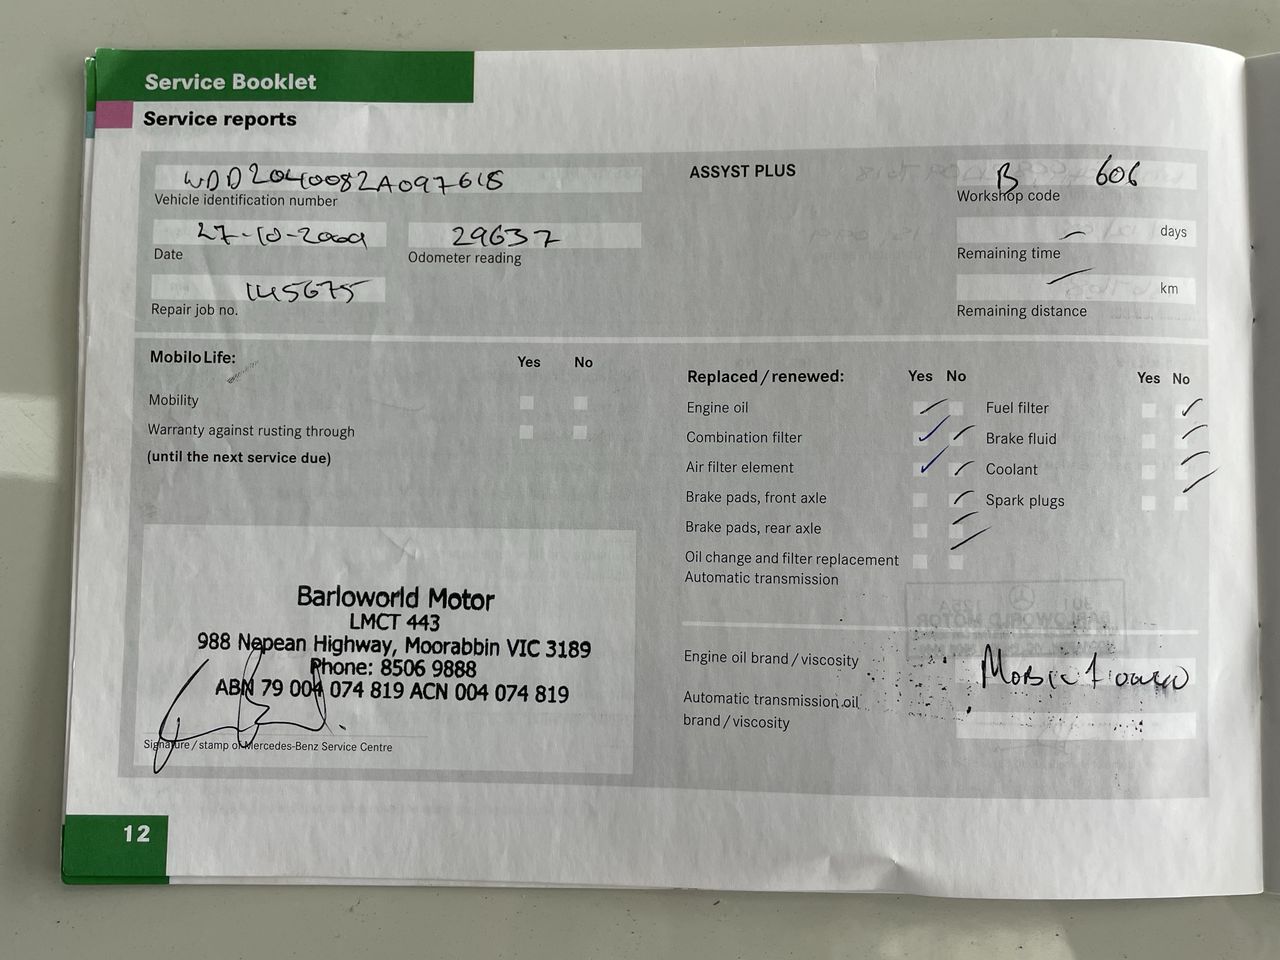 Service Booklet
Service reports
WDD2040082A097618
Vehicle identification number
27-10-2009
Date
29637
Odometer reading
145675
Repair job no.
ASSYST PLUS
B 606
Workshop code
days
Remaining time
km
Remaining distance
MobiloLife:
Yes No
Mobility
Warranty against rusting through
(until the next service due)
Replaced / renewed: Yes No Yes No
Engine oil
Combination filter
Air filter element
Brake pads, front axle
Brake pads, rear axle
Oil change and filter replacement
Automatic transmission
Fuel filter
Brake fluid
Coolant
Spark plugs
Engine oil brand / viscosity
Automatic transmission oil
brand / viscosity
Barloworld Motor
LMCT 443
988 Nepean Highway, Moorabbin VIC 3189
Phone: 8506 9888
ABN 79 004 074 819 ACN 004 074 819
Signature / stamp of Mercedes-Benz Service Centre
12